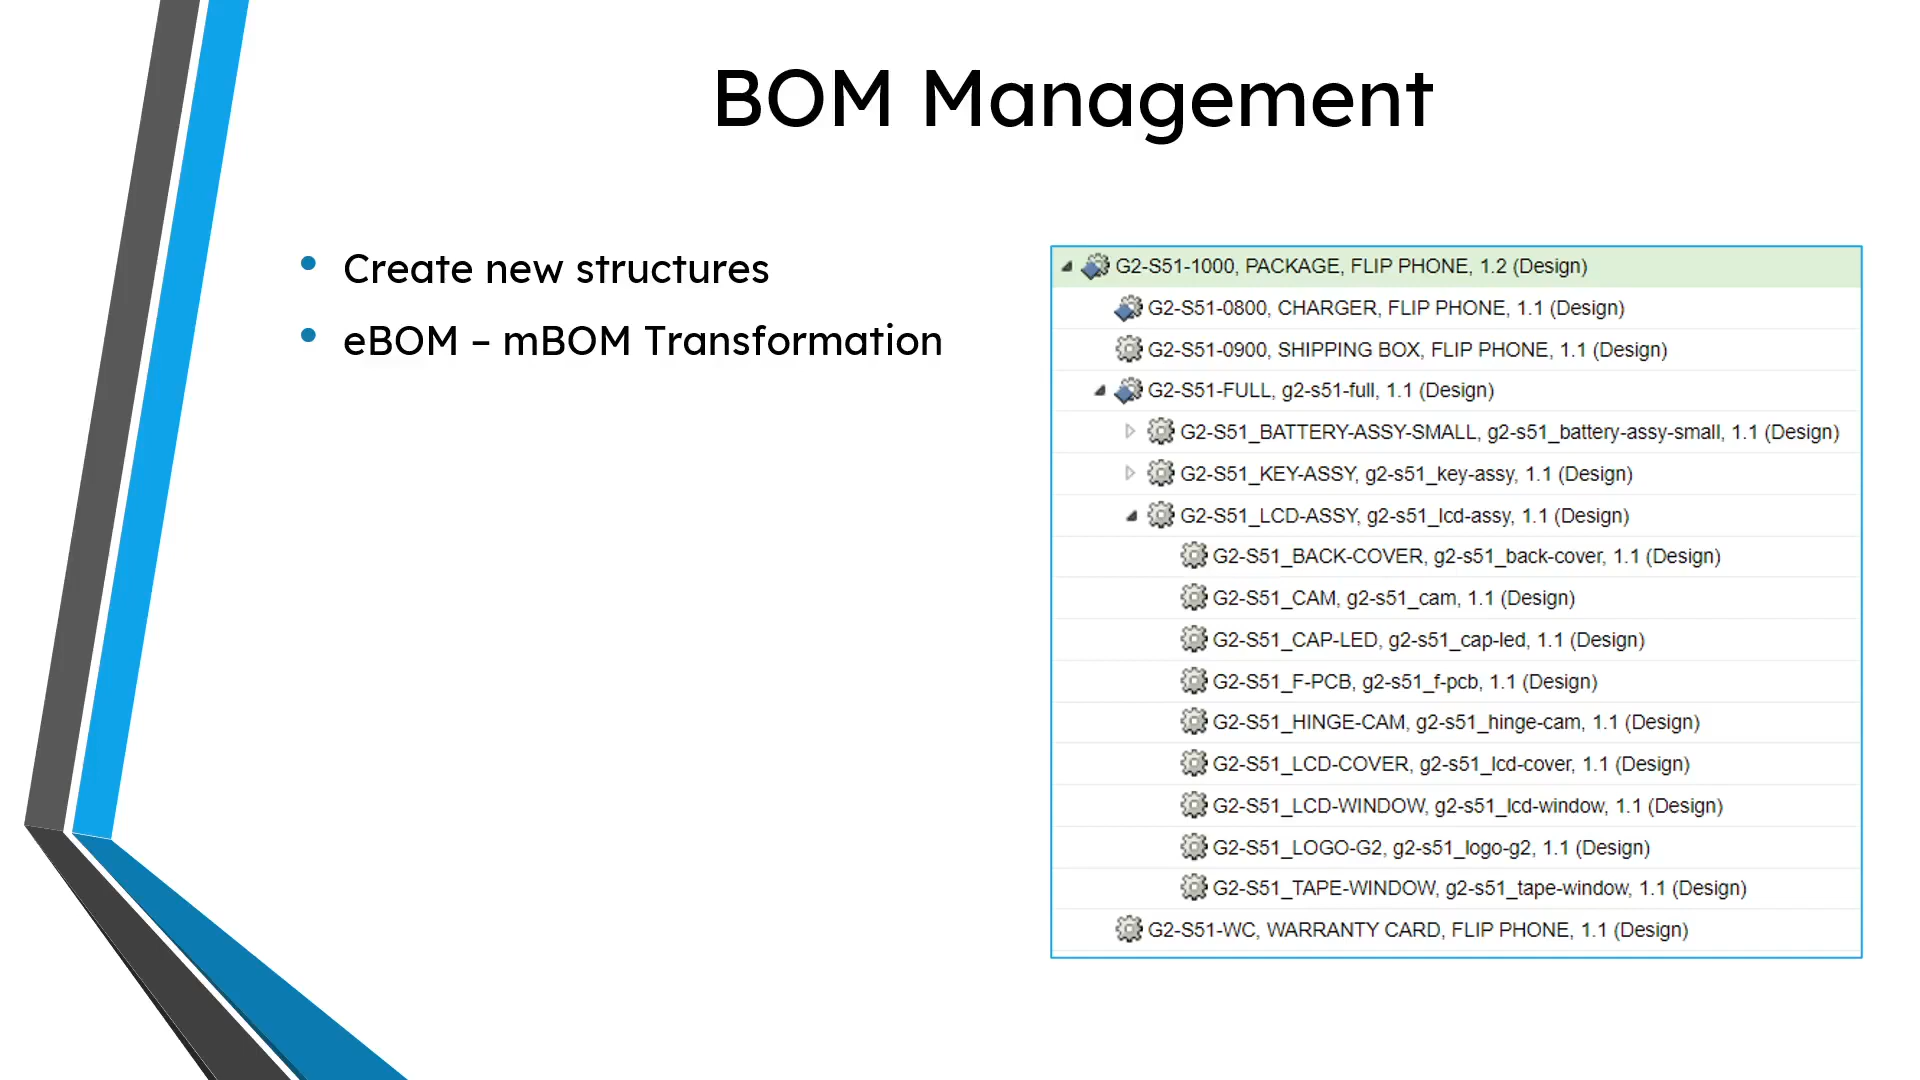 BOM Management
Create new structures
eBOM – mBOM Transformation
G2-S51-1000, PACKAGE, FLIP PHONE, 1.2 (Design)
G2-S51-0800, CHARGER, FLIP PHONE, 1.1 (Design)
G2-S51-0900, SHIPPING BOX, FLIP PHONE, 1.1 (Design)
G2-S51-FULL, g2-s51-full, 1.1 (Design)
G2-S51_BATTERY-ASSY-SMALL, g2-s51_battery-assy-small, 1.1 (Design)
G2-S51_KEY-ASSY, g2-s51_key-assy, 1.1 (Design)
G2-S51_LCD-ASSY, g2-s51_lcd-assy, 1.1 (Design)
G2-S51_BACK-COVER, g2-s51_back-cover, 1.1 (Design)
G2-S51_CAM, g2-s51_cam, 1.1 (Design)
G2-S51_CAP-LED, g2-s51_cap-led, 1.1 (Design)
G2-S51_F-PCB, g2-s51_f-pcb, 1.1 (Design)
G2-S51_HINGE-CAM, g2-s51_hinge-cam, 1.1 (Design)
G2-S51_LCD-COVER, g2-s51_lcd-cover, 1.1 (Design)
G2-S51_LCD-WINDOW, g2-s51_lcd-window, 1.1 (Design)
G2-S51_LOGO-G2, g2-s51_logo-g2, 1.1 (Design)
G2-S51_TAPE-WINDOW, g2-s51_tape-window, 1.1 (Design)
G2-S51-WC, WARRANTY CARD, FLIP PHONE, 1.1 (Design)